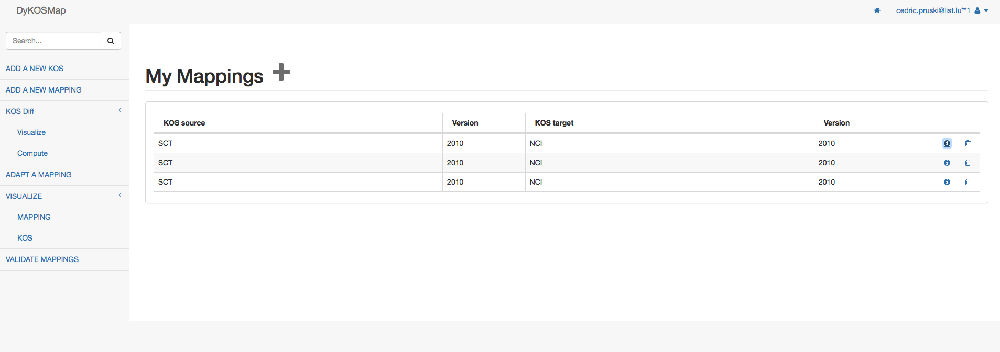 DyKOSMap
cedric.pruski@list.lu**1
Search...
ADD A NEW KOS
ADD A NEW MAPPING
KOS Diff
Visualize
Compute
ADAPT A MAPPING
VISUALIZE
MAPPING
KOS
VALIDATE MAPPINGS
My Mappings
KOS source Version KOS target Version
SCT 2010 NCI 2010
SCT 2010 NCI 2010
SCT 2010 NCI 2010